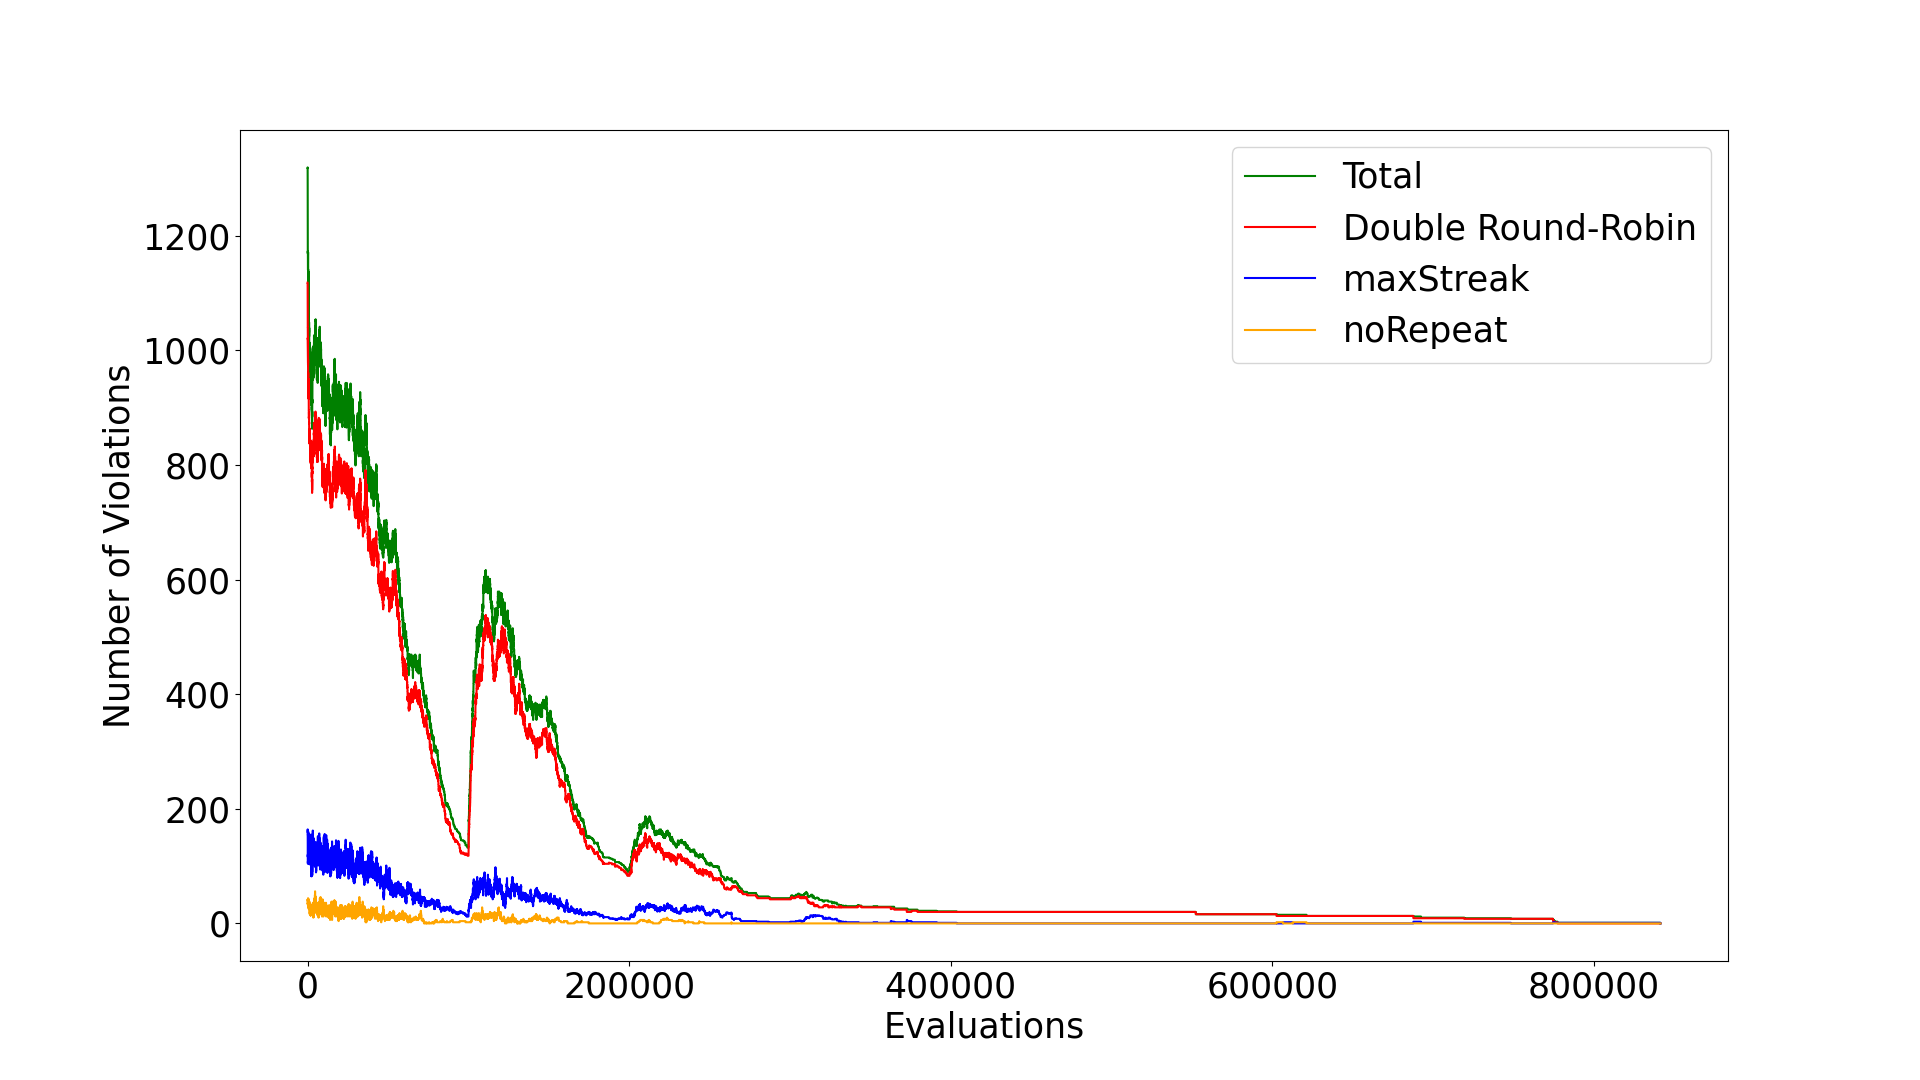 Total
Double Round-Robin
maxStreak
noRepeat
Number of Violations
1200
1000
800
600
400
200
0
0 200000 400000 600000 800000
Evaluations